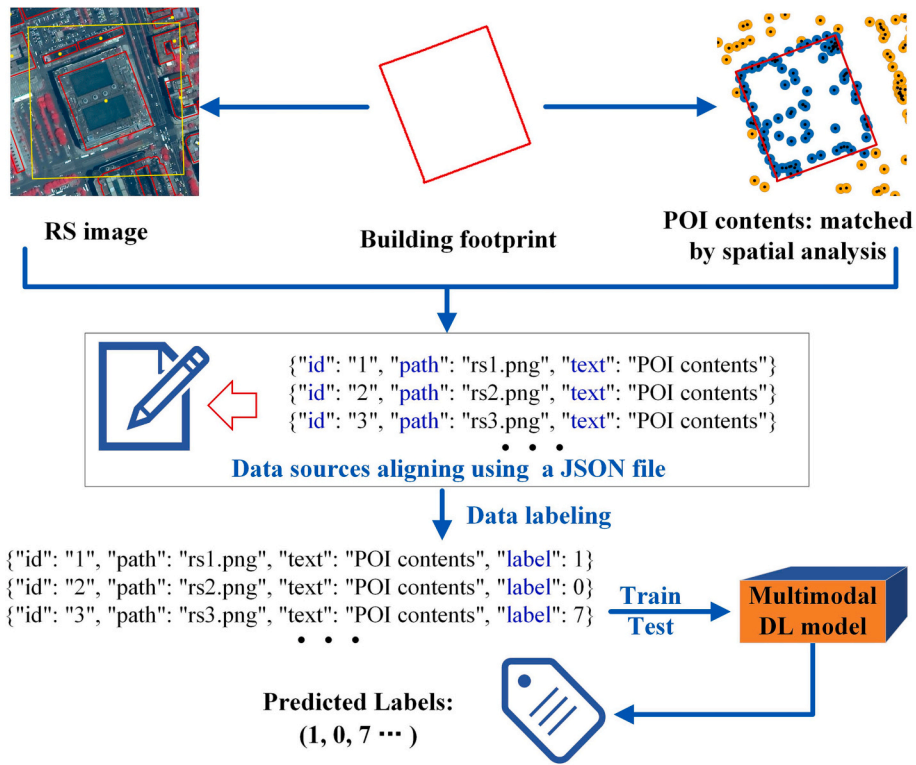 RS image
Building footprint
POI contents: matched
by spatial analysis
{"id": "1", "path": "rs1.png", "text": "POI contents"}
{"id": "2", "path": "rs2.png", "text": "POI contents"}
{"id": "3", "path": "rs3.png", "text": "POI contents"}
• • •
Data sources aligning using a JSON file
Data labeling
{"id": "1", "path": "rs1.png", "text": "POI contents", "label": 1}
{"id": "2", "path": "rs2.png", "text": "POI contents", "label": 0}
{"id": "3", "path": "rs3.png", "text": "POI contents", "label": 7}
• • •
Train
Test
Multimodal
DL model
Predicted Labels:
(1, 0, 7 ··· )